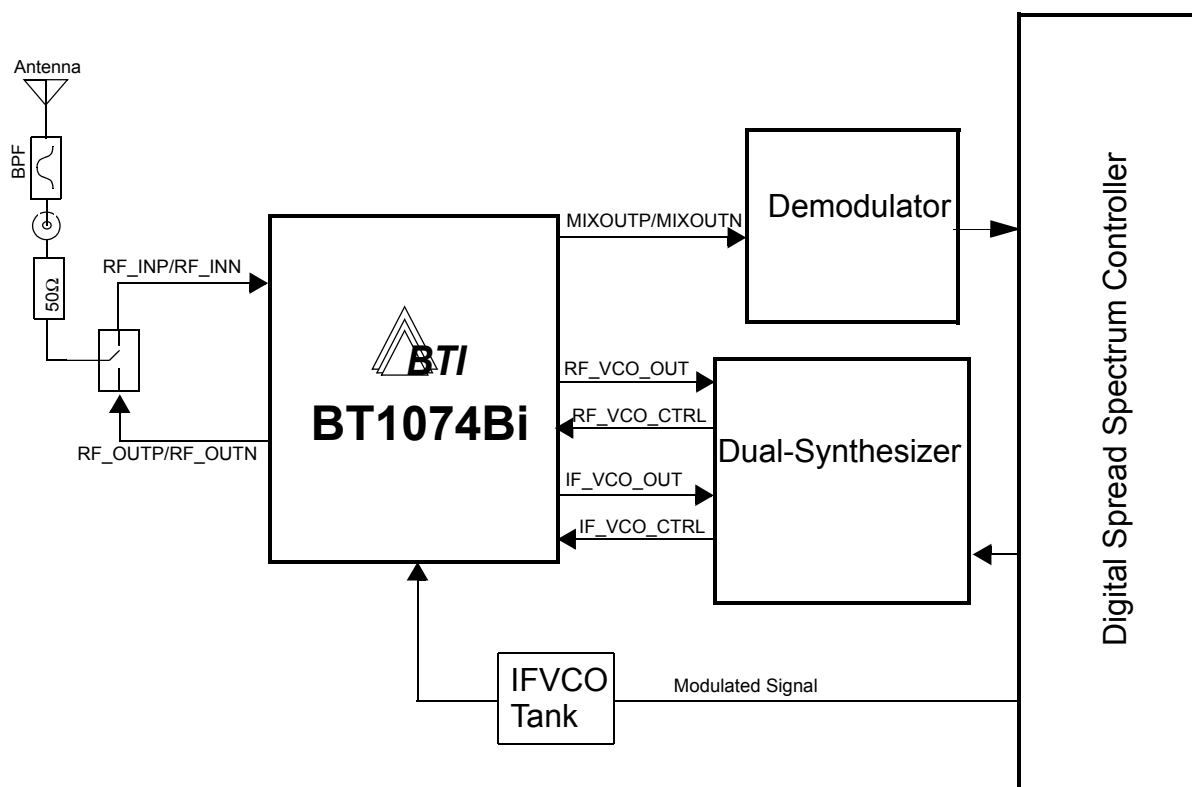 Antenna
BPF
50Ω
RF_INP/RF_INN
RF_OUTP/RF_OUTN
BTI
BT1074Bi
MIXOUTP/MIXOUTN
Demodulator
RF_VCO_OUT
RF_VCO_CTRL
IF_VCO_OUT
IF_VCO_CTRL
Dual-Synthesizer
IFVCO
Tank
Modulated Signal
Digital Spread Spectrum Controller